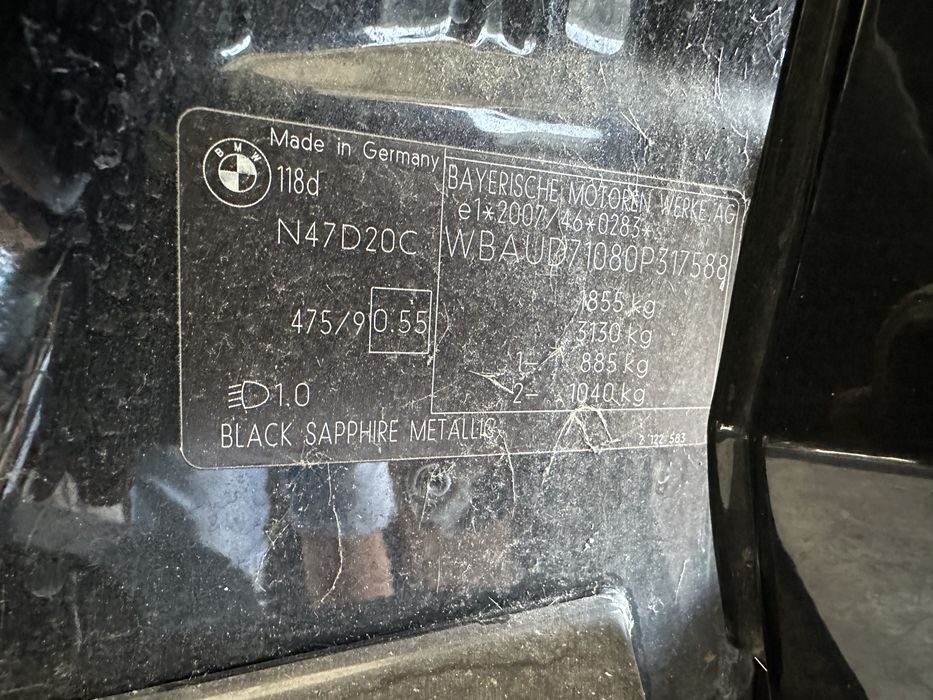 BMW
Made in Germany
118d
N47D20C
475/9 0.55
1.0
BLACK SAPPHIRE METALLIC
BAYERISCHE MOTOREN WERKE AG
e1*2007/46*0283*
WBAUD71080P317588
1855 kg
3130 kg
1- 885 kg
2- 1040 kg
2 122 583